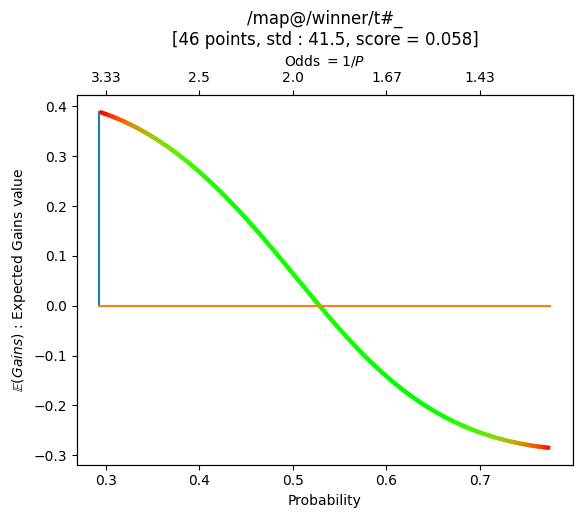 /map@/winner/t#_
[46 points, std : 41.5, score = 0.058]
Odds = 1/P
3.33 2.5 2.0 1.67 1.43
0.4
0.3
0.2
0.1
0.0
−0.1
−0.2
−0.3
𝔼(Gains) : Expected Gains value
0.3 0.4 0.5 0.6 0.7
Probability